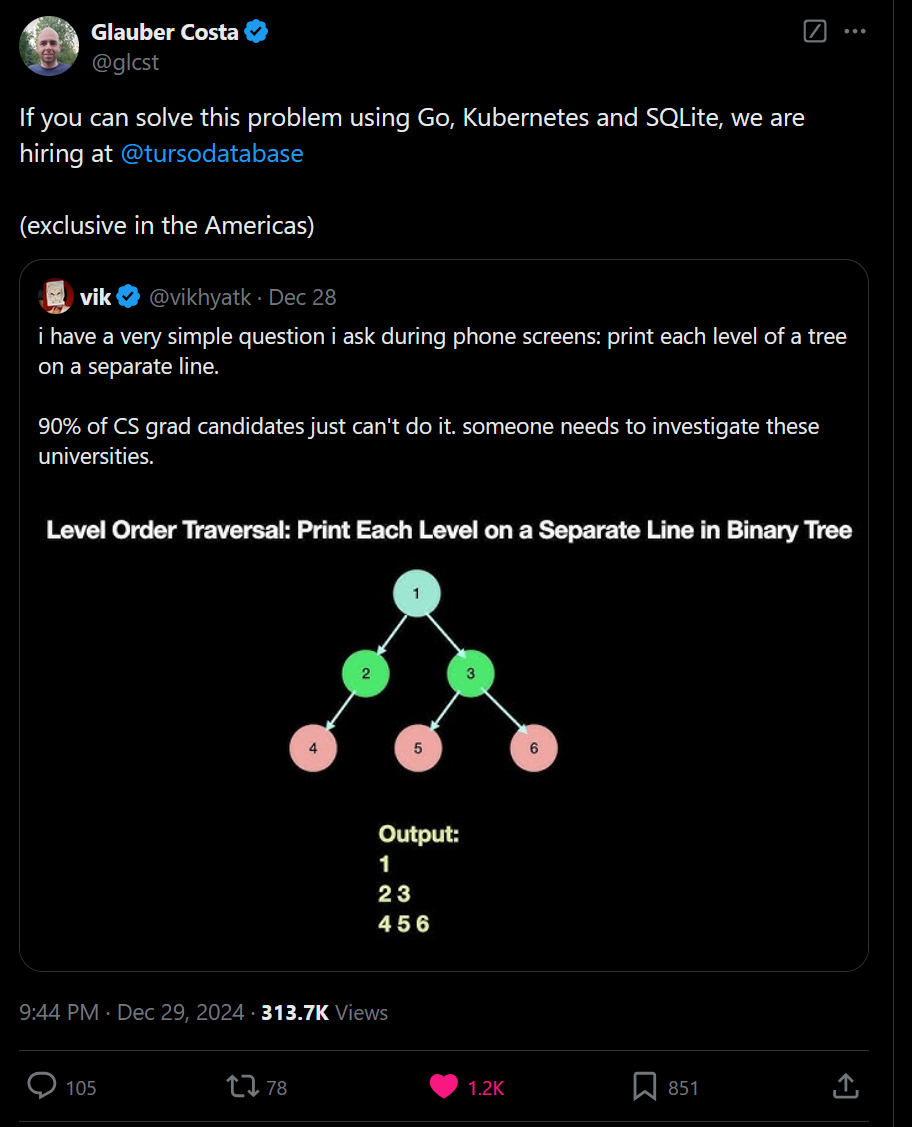 Glauber Costa
@glcst
If you can solve this problem using Go, Kubernetes and SQLite, we are
hiring at @tursodatabase
(exclusive in the Americas)
vik @vikhyatk · Dec 28
i have a very simple question i ask during phone screens: print each level of a tree
on a separate line.
90% of CS grad candidates just can't do it. someone needs to investigate these
universities.
Level Order Traversal: Print Each Level on a Separate Line in Binary Tree
1
2 3
4 5 6
Output:
1
2 3
4 5 6
9:44 PM · Dec 29, 2024 · 313.7K Views
105 78 1.2K 851